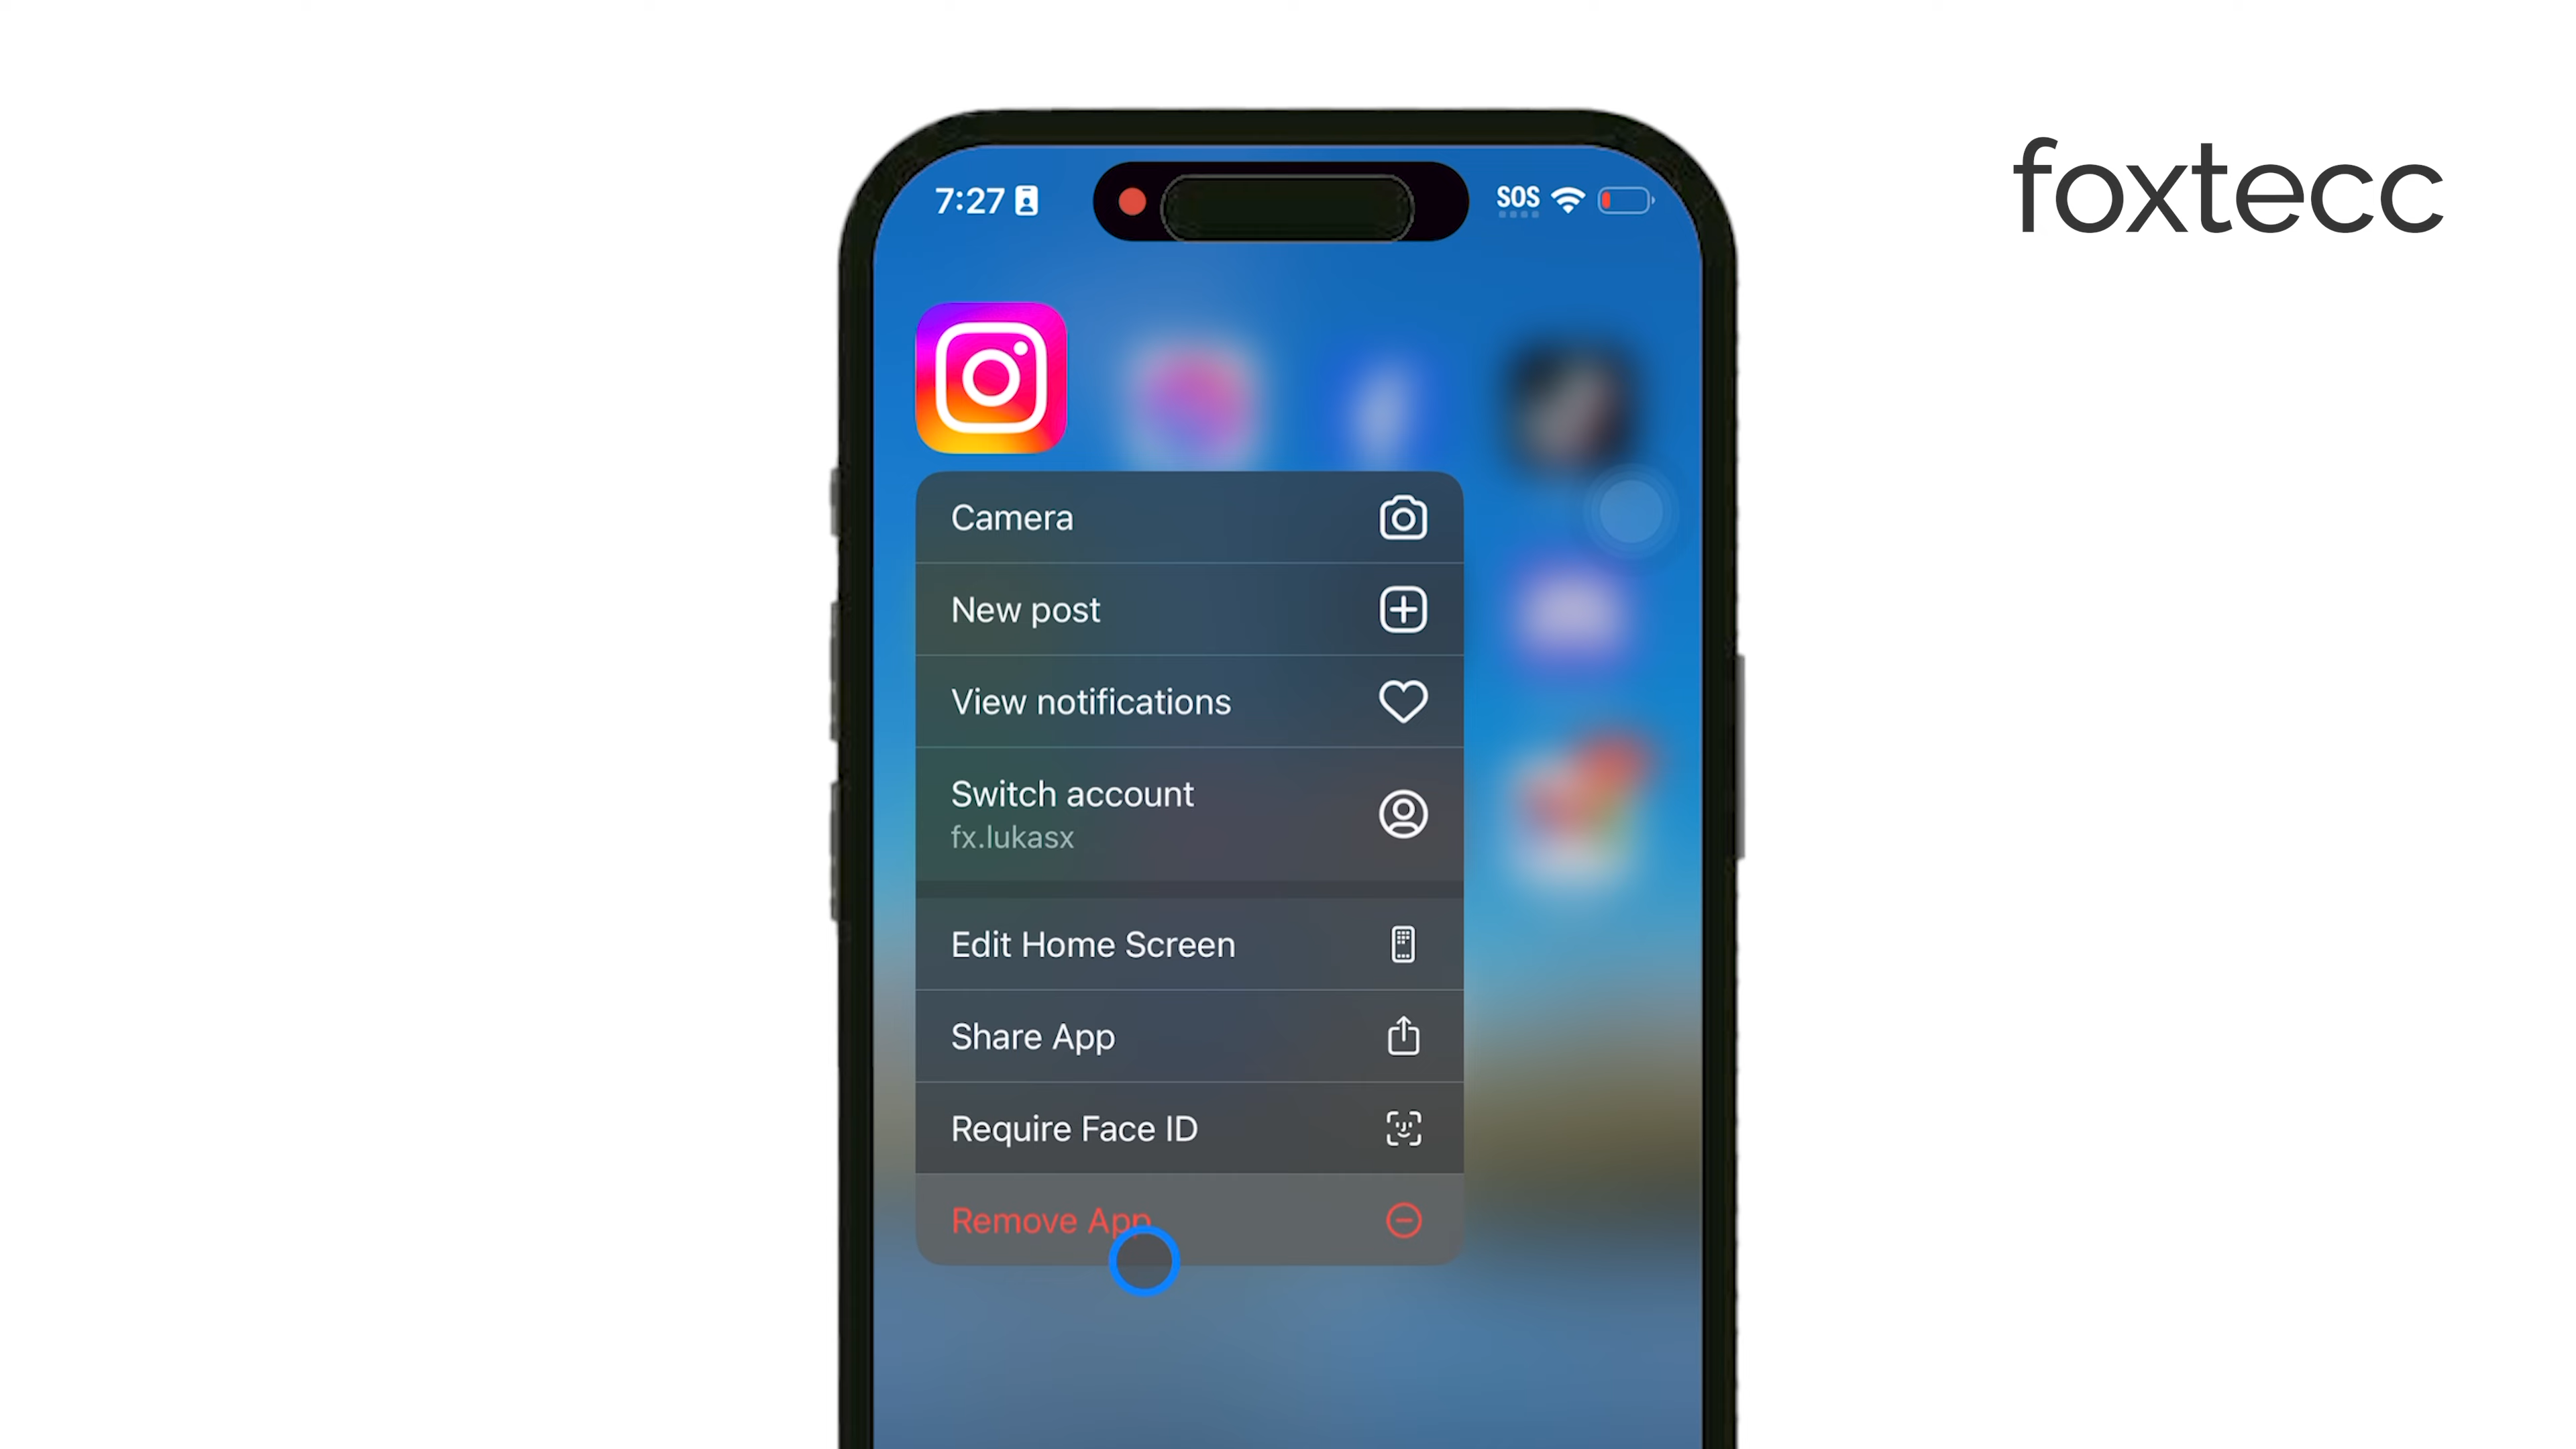 foxtecc
7:27
SOS
Camera
New post
View notifications
Switch account
fx.lukasx
Edit Home Screen
Share App
Require Face ID
Remove App